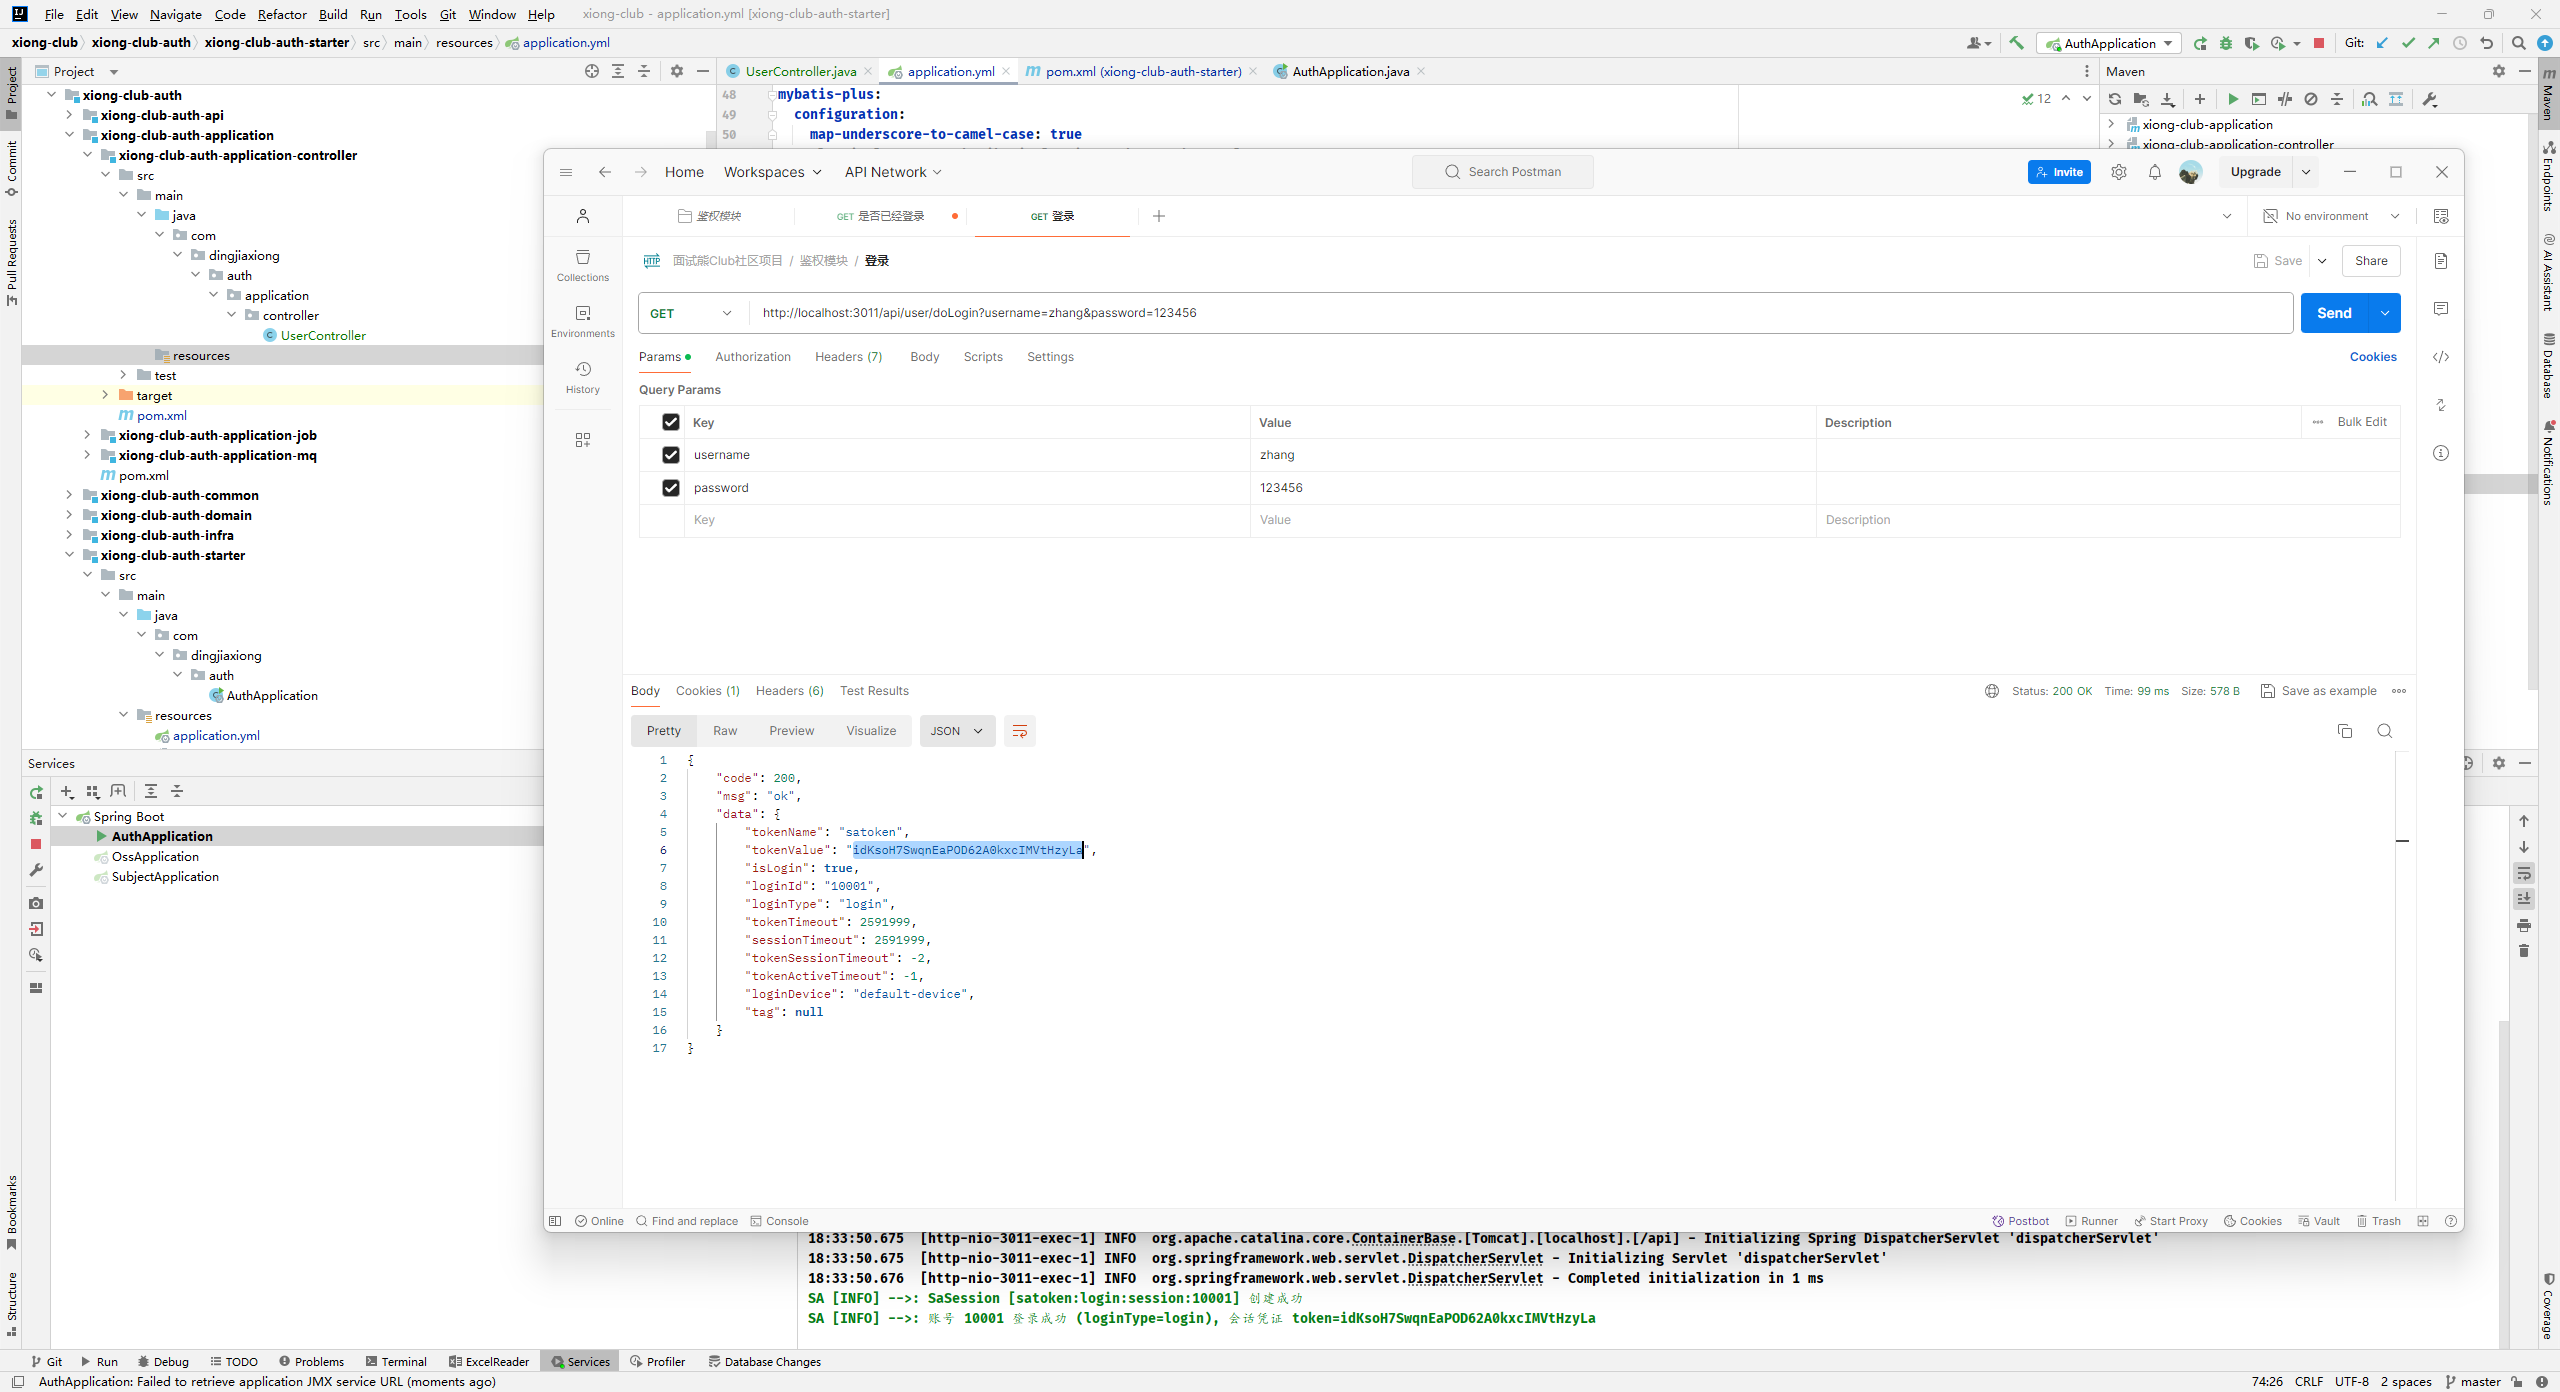 File Edit View Navigate Code Refactor Build Run Tools Git Window Help xiong-club - application.yml [xiong-club-auth-starter]
xiong-club xiong-club-auth xiong-club-auth-starter src main resources application.yml AuthApplication Git:
Project
UserController.java application.yml pom.xml (xiong-club-auth-starter) AuthApplication.java
Maven
xiong-club-auth
xiong-club-auth-api
xiong-club-auth-application
xiong-club-auth-application-controller
src
main
java
com
dingjiaxiong
auth
application
controller
UserController
resources
test
target
pom.xml
xiong-club-auth-application-job
xiong-club-auth-application-mq
pom.xml
xiong-club-auth-common
xiong-club-auth-domain
xiong-club-auth-infra
xiong-club-auth-starter
src
main
java
com
dingjiaxiong
auth
AuthApplication
resources
application.yml
48 mybatis-plus:
49 configuration:
50 map-underscore-to-camel-case: true
12
xiong-club-application
xiong-club-application-controller
Project
Commit
Pull Requests
Bookmarks
Structure
Maven
Endpoints
AI Assistant
Database
Notifications
Coverage
Home Workspaces API Network Search Postman Invite Upgrade
鉴权模块 GET 是否已经登录 GET 登录 No environment
Collections
Environments
History
HTTP 面试熊Club社区项目 / 鉴权模块 / 登录 Save Share
GET http://localhost:3011/api/user/doLogin?username=zhang&password=123456 Send
Params Authorization Headers (7) Body Scripts Settings Cookies
Query Params
Key Value Description Bulk Edit
username zhang
password 123456
Key Value Description
Body Cookies (1) Headers (6) Test Results Status: 200 OK Time: 99 ms Size: 578 B Save as example
Pretty Raw Preview Visualize JSON
1 {
2 "code": 200,
3 "msg": "ok",
4 "data": {
5 "tokenName": "satoken",
6 "tokenValue": "idKsoH7SwqnEaPOD62A0kxcIMVtHzyLa",
7 "isLogin": true,
8 "loginId": "10001",
9 "loginType": "login",
10 "tokenTimeout": 2591999,
11 "sessionTimeout": 2591999,
12 "tokenSessionTimeout": -2,
13 "tokenActiveTimeout": -1,
14 "loginDevice": "default-device",
15 "tag": null
16 }
17 }
Online Find and replace Console Postbot Runner Start Proxy Cookies Vault Trash
Services
Spring Boot
AuthApplication
OssApplication
SubjectApplication
18:33:50.675 [http-nio-3011-exec-1] INFO org.apache.catalina.core.ContainerBase.[Tomcat].[localhost].[/api] - Initializing Spring DispatcherServlet 'dispatcherServlet'
18:33:50.675 [http-nio-3011-exec-1] INFO org.springframework.web.servlet.DispatcherServlet - Initializing Servlet 'dispatcherServlet'
18:33:50.676 [http-nio-3011-exec-1] INFO org.springframework.web.servlet.DispatcherServlet - Completed initialization in 1 ms
SA [INFO] -->: SaSession [satoken:login:session:10001] 创建成功
SA [INFO] -->: 账号 10001 登录成功 (loginType=login), 会话凭证 token=idKsoH7SwqnEaPOD62A0kxcIMVtHzyLa
Git Run Debug TODO Problems Terminal ExcelReader Services Profiler Database Changes
AuthApplication: Failed to retrieve application JMX service URL (moments ago) 74:26 CRLF UTF-8 2 spaces master